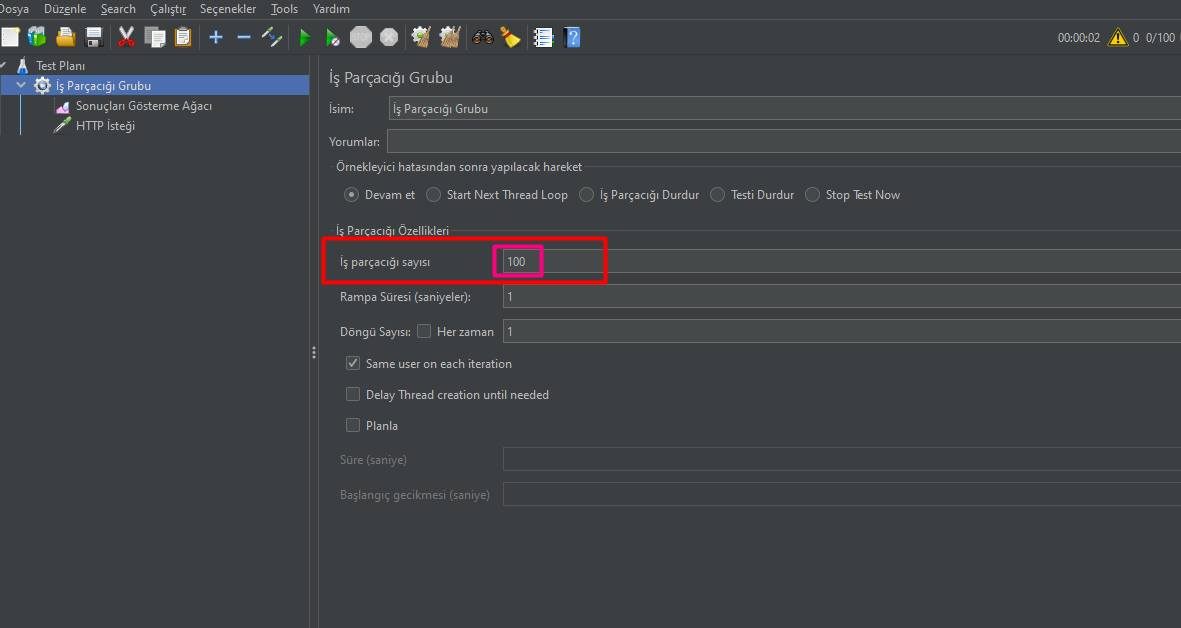 Dosya Düzenle Search Çalıştır Seçenekler Tools Yardım
STOP 00:00:02 0 0/100
Test Planı
İş Parçacığı Grubu
Sonuçları Gösterme Ağacı
HTTP İsteği
İş Parçacığı Grubu
İsim: İş Parçacığı Grubu
Yorumlar:
Örnekleyici hatasından sonra yapılacak hareket
Devam et Start Next Thread Loop İş Parçacığı Durdur Testi Durdur Stop Test Now
İş Parçacığı Özellikleri
İş parçacığı sayısı 100
Rampa Süresi (saniyeler): 1
Döngü Sayısı: Her zaman 1
Same user on each iteration
Delay Thread creation until needed
Planla
Süre (saniye)
Başlangıç gecikmesi (saniye)